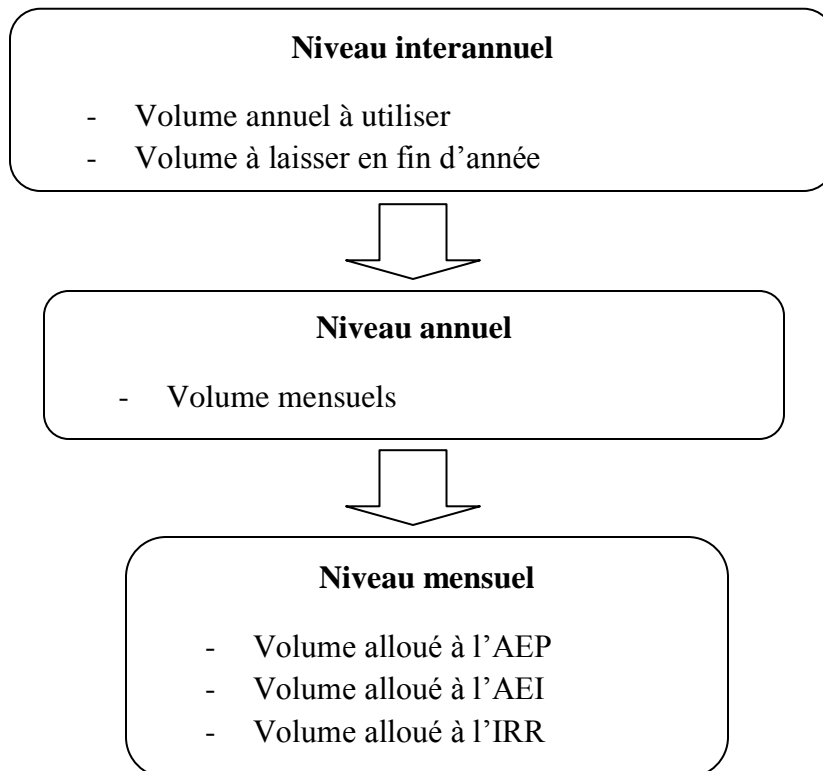 Niveau interannuel
- Volume annuel à utiliser
- Volume à laisser en fin d’année
Niveau annuel
- Volume mensuels
Niveau mensuel
- Volume alloué à l’AEP
- Volume alloué à l’AEI
- Volume alloué à l’IRR